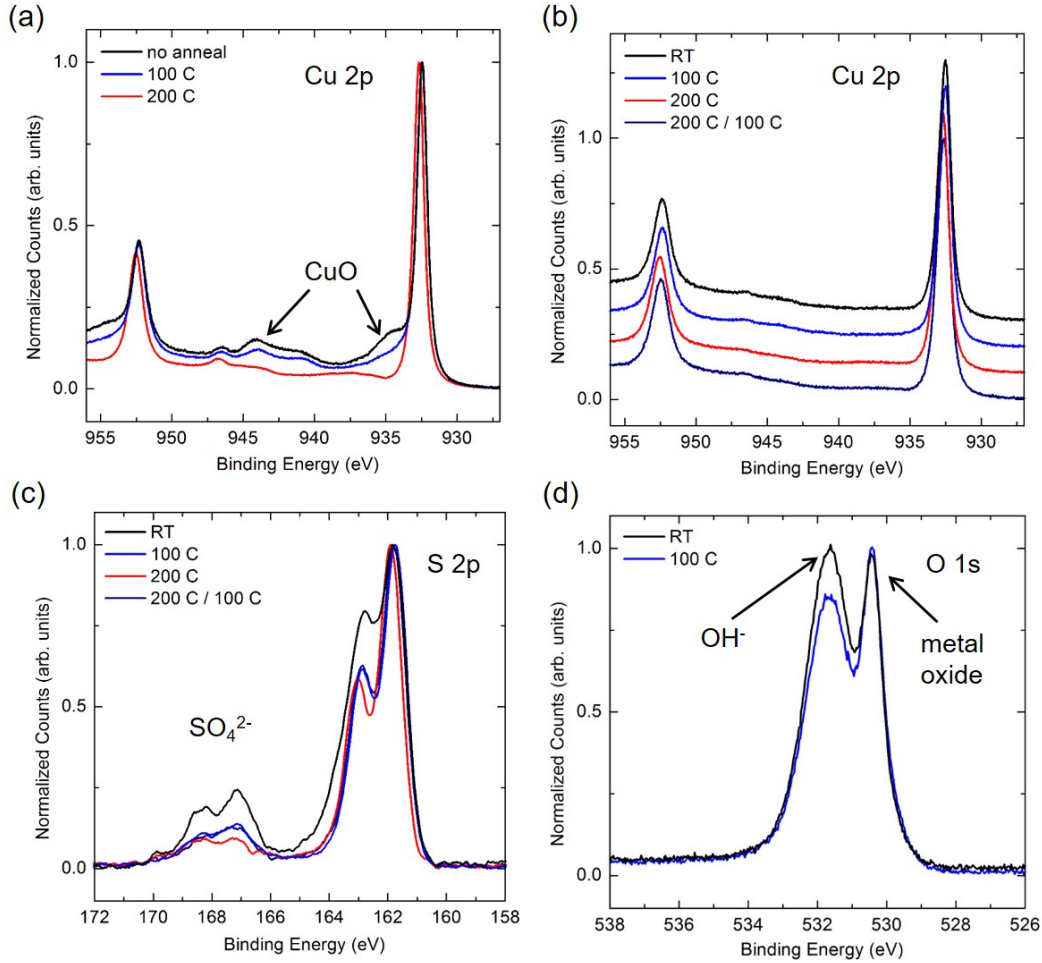 (a)
no anneal
100 C
200 C
Cu 2p
CuO
1.0
0.5
0.0
Normalized Counts (arb. units)
955 950 945 940 935 930
Binding Energy (eV)
(b)
RT
100 C
200 C
200 C / 100 C
Cu 2p
1.0
0.5
0.0
Normalized Counts (arb. units)
955 950 945 940 935 930
Binding Energy (eV)
(c)
RT
100 C
200 C
200 C / 100 C
S 2p
SO₄²⁻
1.0
0.5
0.0
Normalized Counts (arb. units)
172 170 168 166 164 162 160 158
Binding Energy (eV)
(d)
RT
100 C
O 1s
OH⁻
metal
oxide
1.0
0.5
0.0
Normalized Counts (arb. units)
538 536 534 532 530 528 526
Binding Energy (eV)